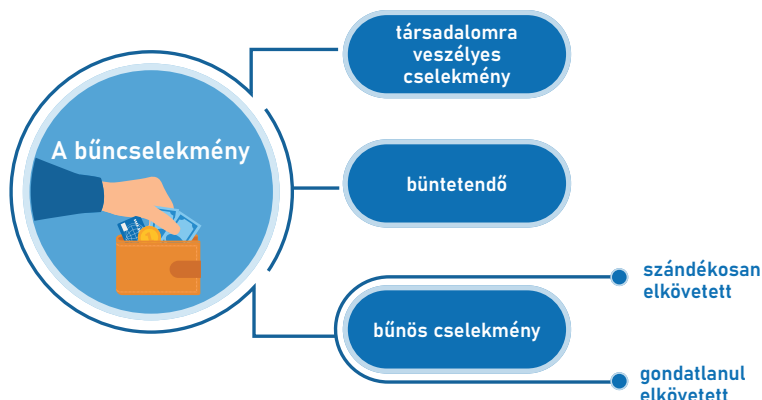 társadalomra
veszélyes
cselekmény
A bűncselekmény
büntetendő
szándékosan
elkövetett
bűnös cselekmény
gondatlanul
elkövetett